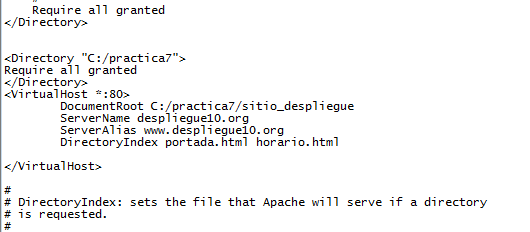 #
Require all granted
</Directory>
<Directory "C:/practica7">
Require all granted
</Directory>
<VirtualHost *:80>
DocumentRoot C:/practica7/sitio_despliegue
ServerName despliegue10.org
ServerAlias www.despliegue10.org
DirectoryIndex portada.html horario.html
</VirtualHost>
#
# DirectoryIndex: sets the file that Apache will serve if a directory
# is requested.
#